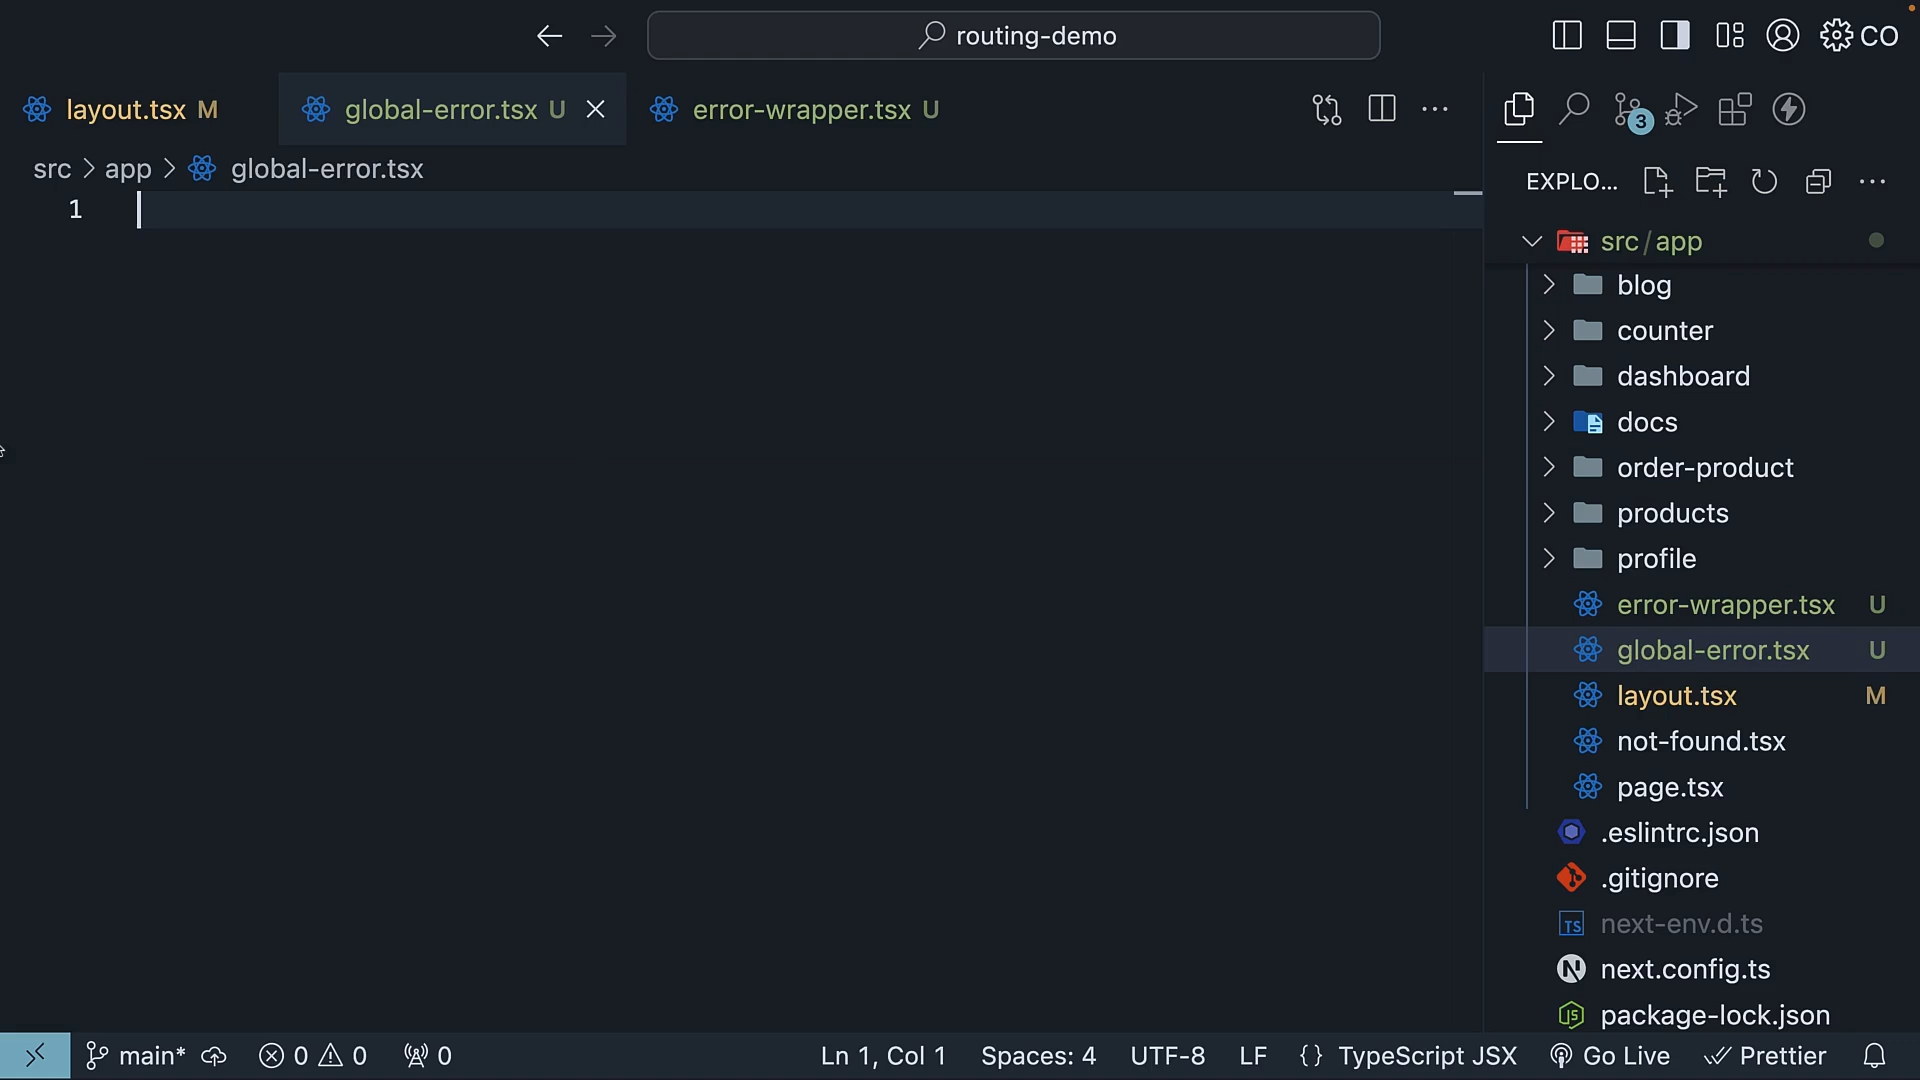 routing-demo
CO
layout.tsx M
global-error.tsx U
error-wrapper.tsx U
3
src > app > global-error.tsx
EXPLO...
1
src/app
blog
counter
dashboard
docs
order-product
products
profile
error-wrapper.tsx U
global-error.tsx U
layout.tsx M
not-found.tsx
page.tsx
.eslintrc.json
.gitignore
TS next-env.d.ts
next.config.ts
package-lock.json
main* 0 0 0 Ln 1, Col 1 Spaces: 4 UTF-8 LF {} TypeScript JSX Go Live Prettier